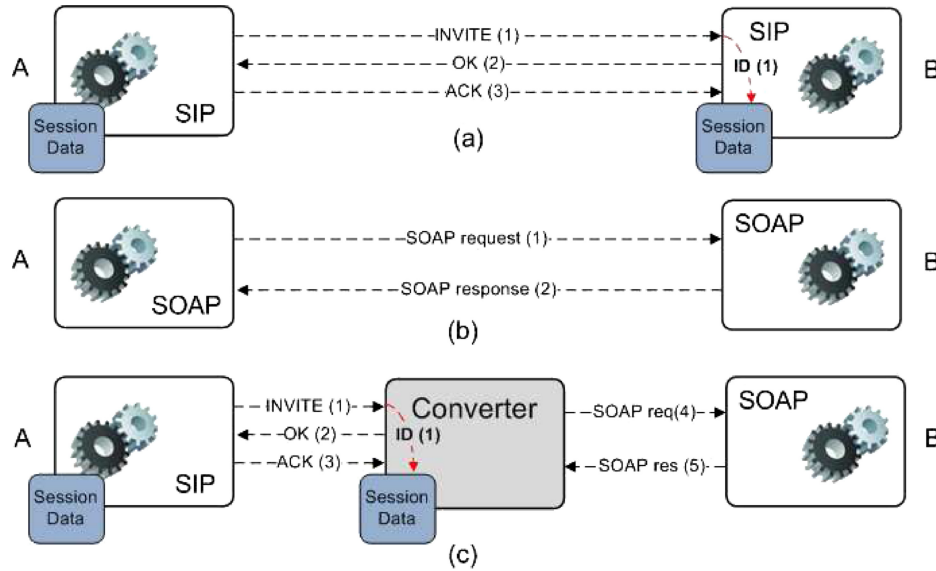 INVITE (1)
SIP
A
OK (2)
ID (1)
B
ACK (3)
SIP
Session
Data
Session
Data
(a)
SOAP
SOAP request (1)
A
B
SOAP response (2)
SOAP
(b)
INVITE (1)
Converter
SOAP
SOAP req(4)
A
OK (2)
ID (1)
B
ACK (3)
SOAP res (5)
SIP
Session
Data
Session
Data
(c)